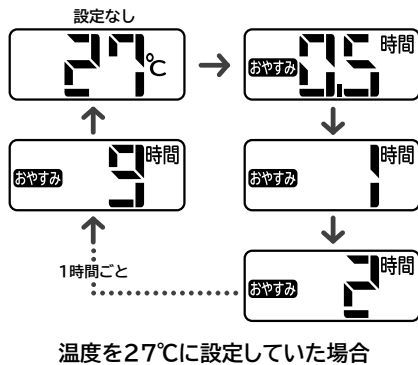 設定なし
27℃
おやすみ 0.5 時間
おやすみ 9 時間
おやすみ 1 時間
1時間ごと
おやすみ 2 時間
温度を27℃に設定していた場合